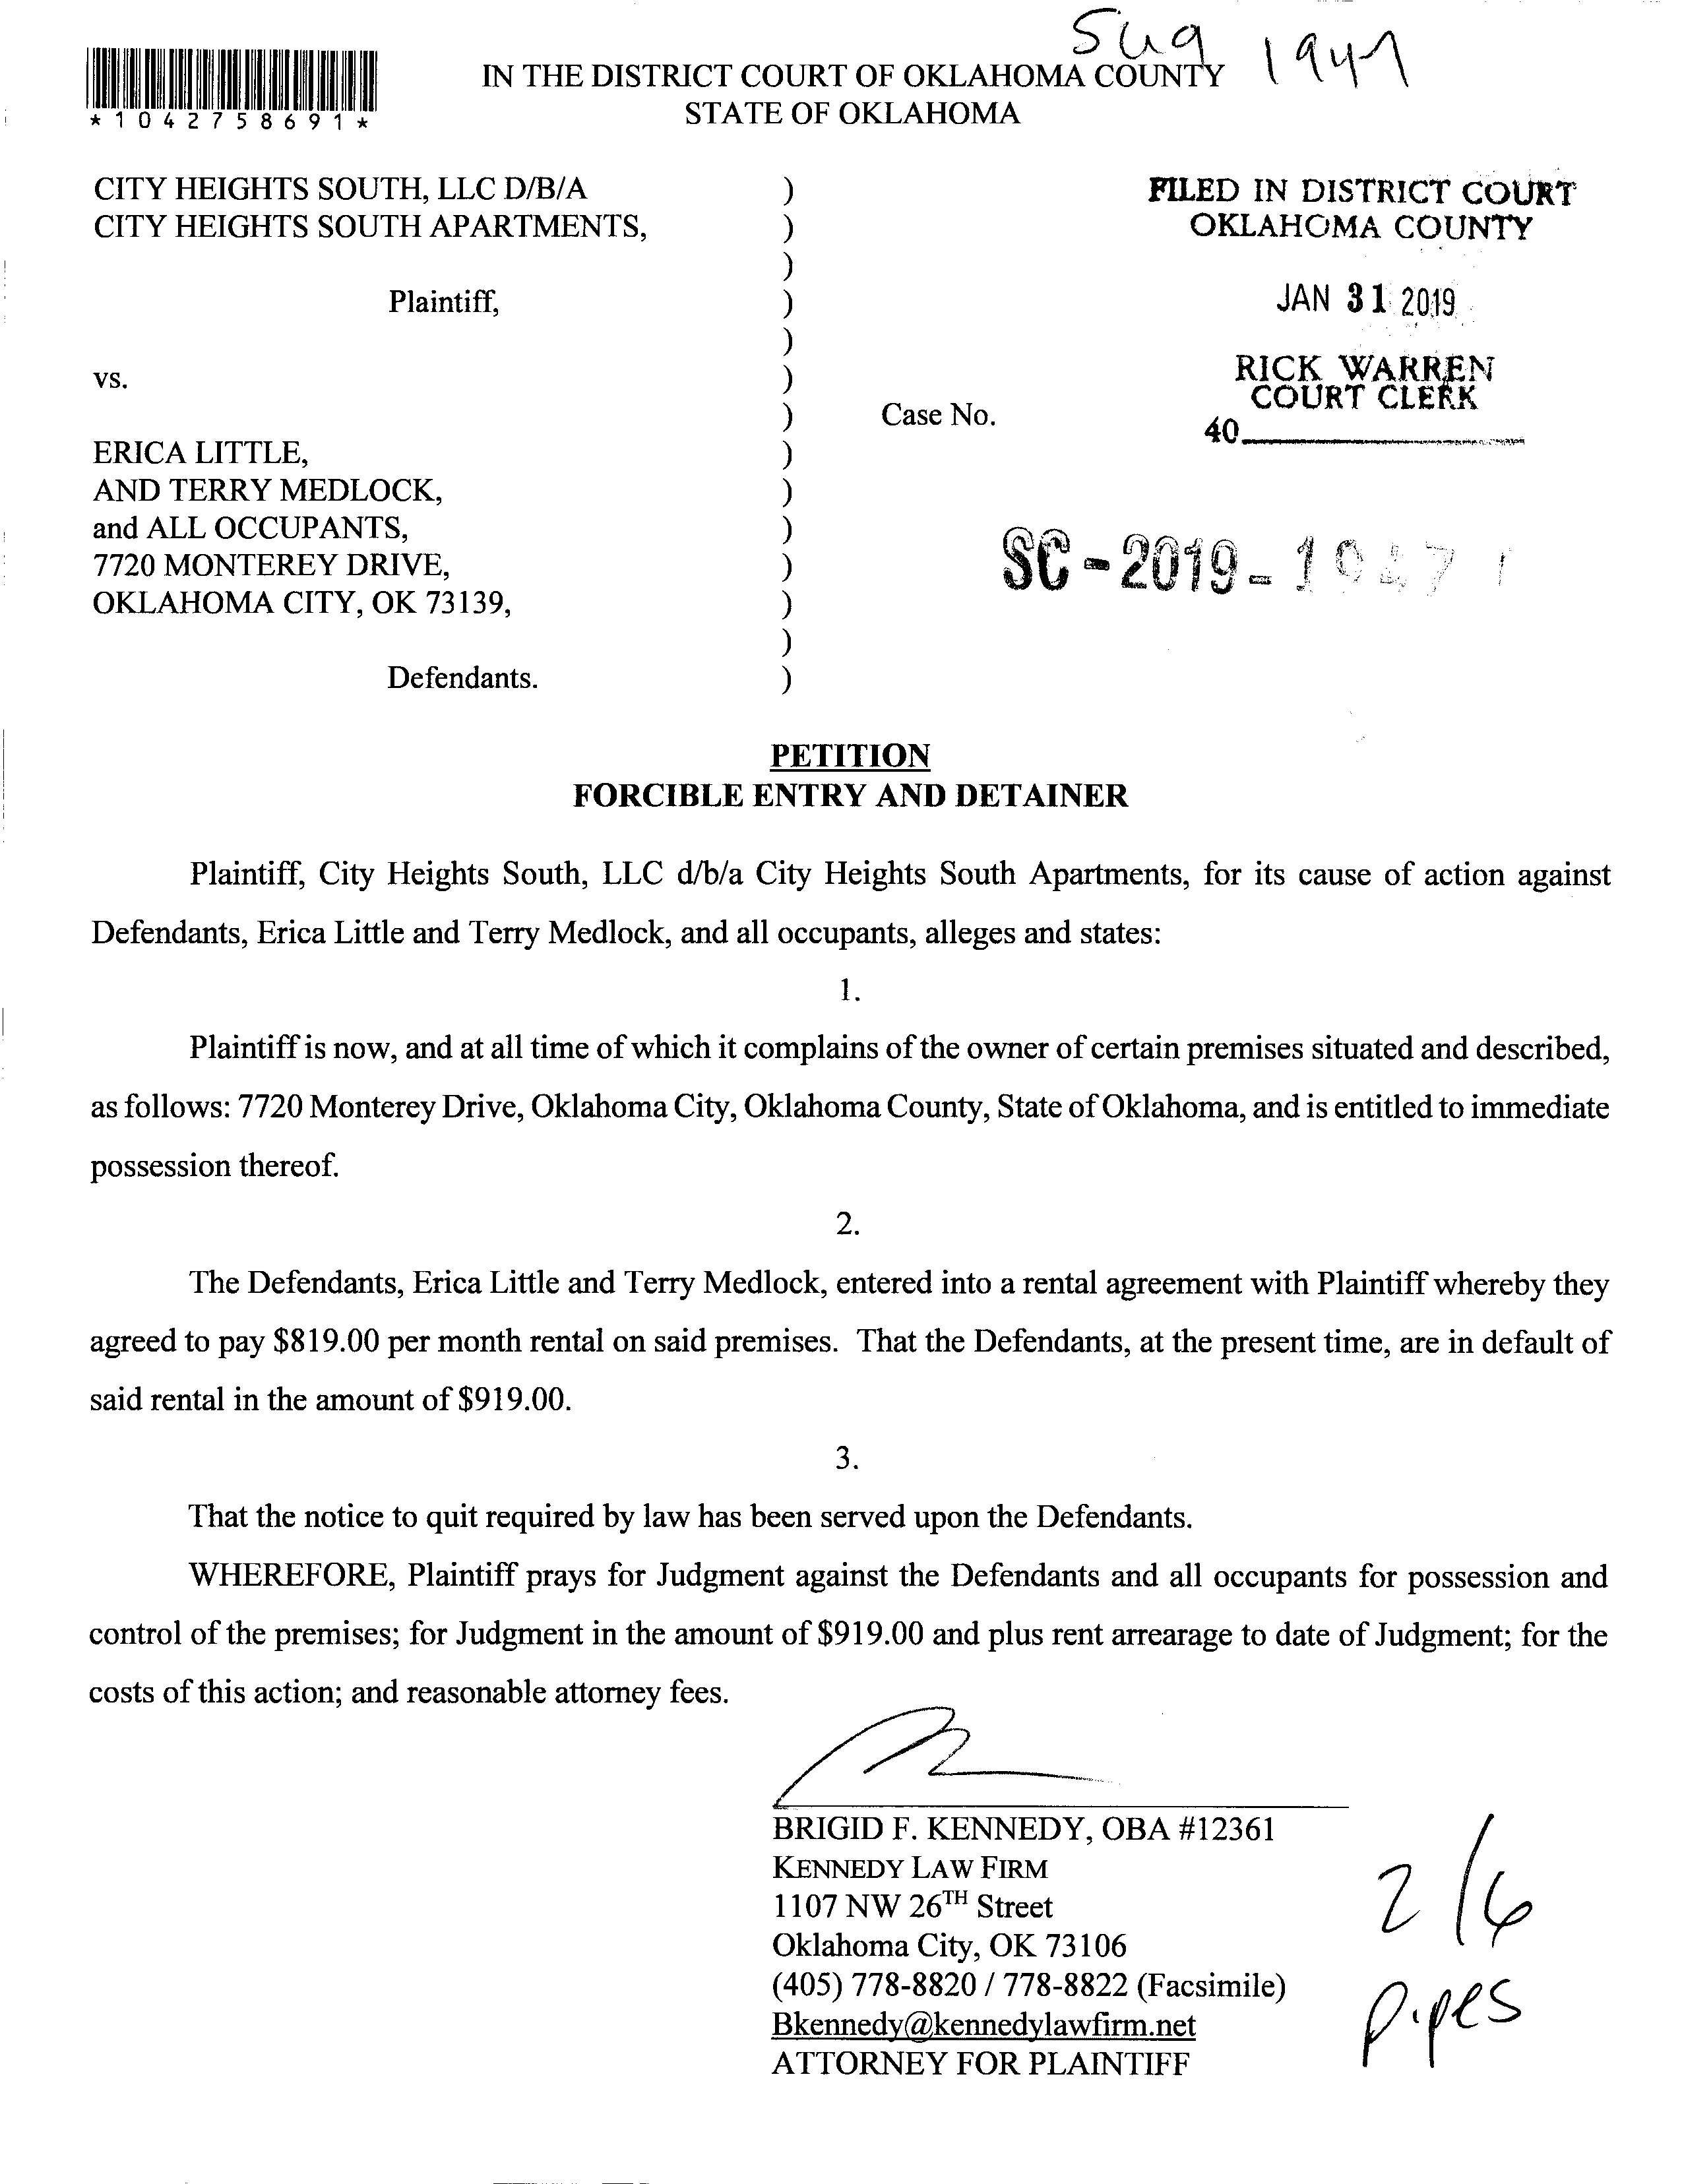 Sug 1947
IN THE DISTRICT COURT OF OKLAHOMA COUNTY
STATE OF OKLAHOMA
*1042758691*
CITY HEIGHTS SOUTH, LLC D/B/A )
CITY HEIGHTS SOUTH APARTMENTS, )
)
Plaintiff, )
)
vs. )
) Case No.
ERICA LITTLE, )
AND TERRY MEDLOCK, )
and ALL OCCUPANTS, )
7720 MONTEREY DRIVE, )
OKLAHOMA CITY, OK 73139, )
)
Defendants. )
FILED IN DISTRICT COURT
OKLAHOMA COUNTY
JAN 31 2019
RICK WARREN
COURT CLERK
40
SC-2019-1947
PETITION
FORCIBLE ENTRY AND DETAINER
Plaintiff, City Heights South, LLC d/b/a City Heights South Apartments, for its cause of action against
Defendants, Erica Little and Terry Medlock, and all occupants, alleges and states:
1.
Plaintiff is now, and at all time of which it complains of the owner of certain premises situated and described,
as follows: 7720 Monterey Drive, Oklahoma City, Oklahoma County, State of Oklahoma, and is entitled to immediate
possession thereof.
2.
The Defendants, Erica Little and Terry Medlock, entered into a rental agreement with Plaintiff whereby they
agreed to pay $819.00 per month rental on said premises. That the Defendants, at the present time, are in default of
said rental in the amount of $919.00.
3.
That the notice to quit required by law has been served upon the Defendants.
WHEREFORE, Plaintiff prays for Judgment against the Defendants and all occupants for possession and
control of the premises; for Judgment in the amount of $919.00 and plus rent arrearage to date of Judgment; for the
costs of this action; and reasonable attorney fees.
BRIGID F. KENNEDY, OBA #12361
KENNEDY LAW FIRM
1107 NW 26TH Street
Oklahoma City, OK 73106
(405) 778-8820 / 778-8822 (Facsimile)
Bkennedy@kennedylawfirm.net
ATTORNEY FOR PLAINTIFF
2/6
Pipes